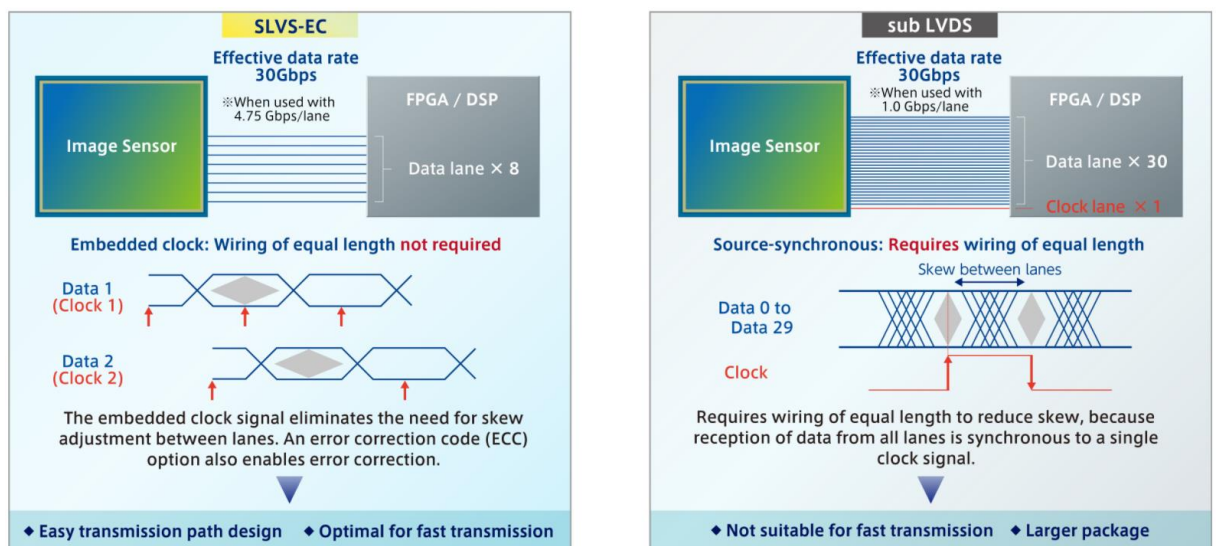 SLVS-EC
Effective data rate
30Gbps
※When used with
4.75 Gbps/lane
Image Sensor
FPGA / DSP
Data lane × 8
Embedded clock: Wiring of equal length not required
Data 1
(Clock 1)
Data 2
(Clock 2)
The embedded clock signal eliminates the need for skew
adjustment between lanes. An error correction code (ECC)
option also enables error correction.
◆ Easy transmission path design ◆ Optimal for fast transmission
sub LVDS
Effective data rate
30Gbps
※When used with
1.0 Gbps/lane
Image Sensor
FPGA / DSP
Data lane × 30
Clock lane × 1
Source-synchronous: Requires wiring of equal length
Skew between lanes
Data 0 to
Data 29
Clock
Requires wiring of equal length to reduce skew, because
reception of data from all lanes is synchronous to a single
clock signal.
◆ Not suitable for fast transmission ◆ Larger package